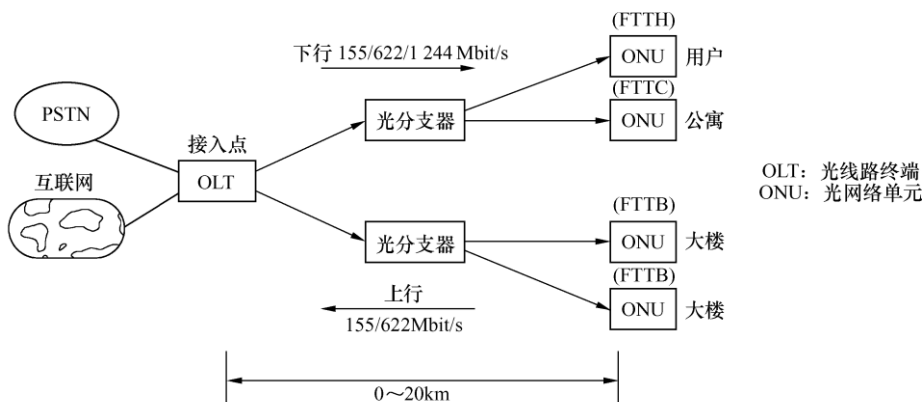 (FTTH)
下行 155/622/1 244 Mbit/s
ONU 用户
(FTTC)
PSTN
光分支器
ONU 公寓
接入点
OLT
OLT：光线路终端
ONU：光网络单元
互联网
(FTTB)
光分支器
ONU 大楼
(FTTB)
上行
ONU 大楼
155/622Mbit/s
0～20km